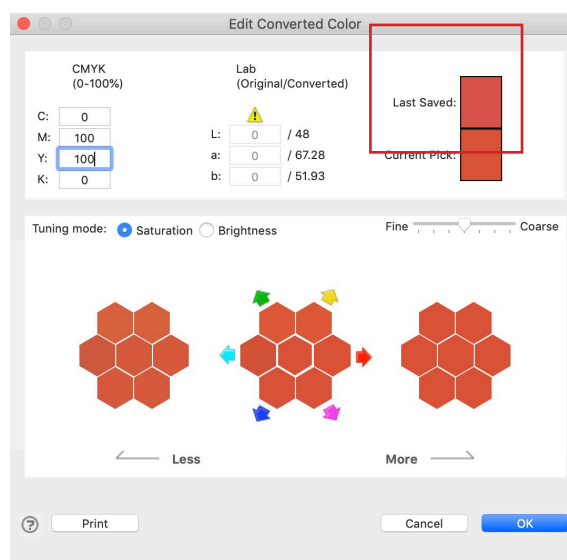 Edit Converted Color
CMYK
(0-100%)
Lab
(Original/Converted)
Last Saved:
Current Pick:
C: 0
M: 100
Y: 100
K: 0
L: 0 / 48
a: 0 / 67.28
b: 0 / 51.93
Tuning mode: Saturation Brightness
Fine Coarse
Less
More
? Print Cancel OK